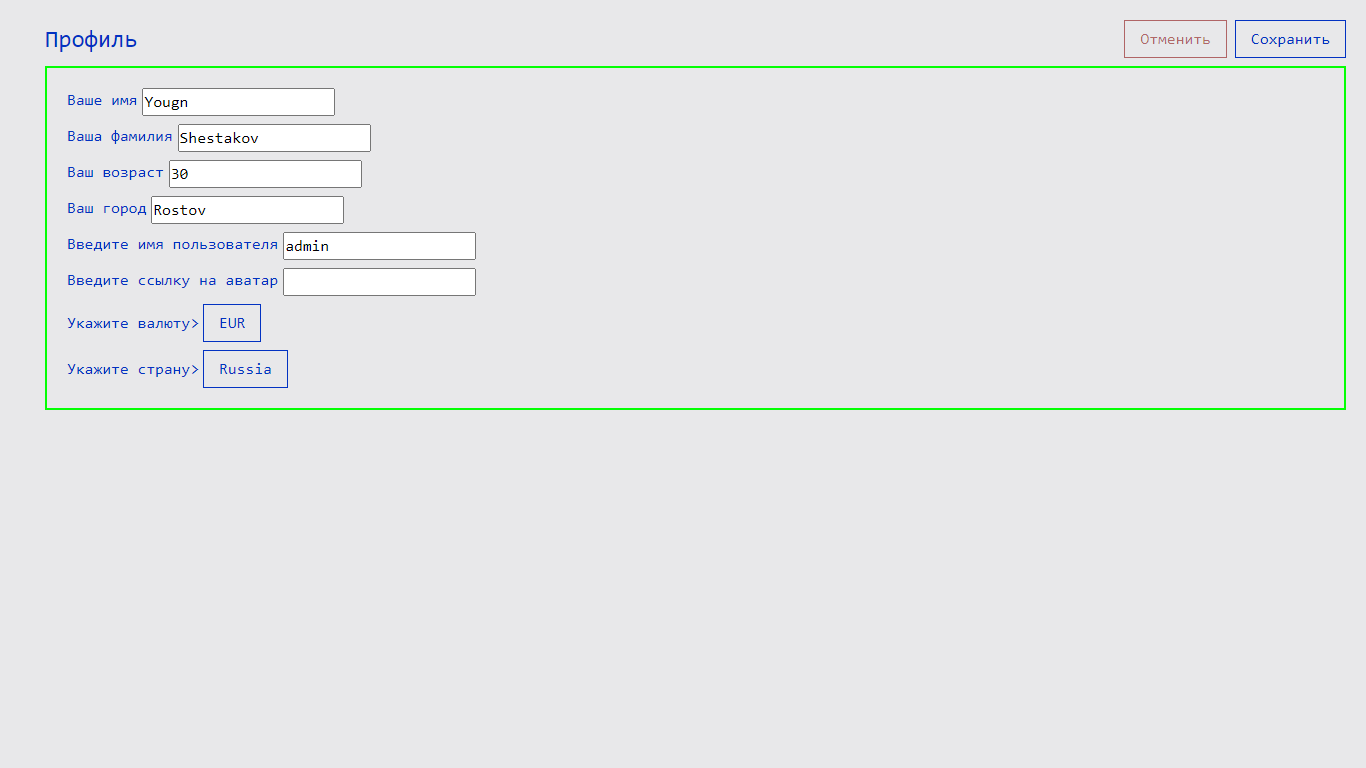 Профиль Отменить Сохранить
Ваше имя Yougn
Ваша фамилия Shestakov
Ваш возраст 30
Ваш город Rostov
Введите имя пользователя admin
Введите ссылку на аватар
Укажите валюту> EUR
Укажите страну> Russia